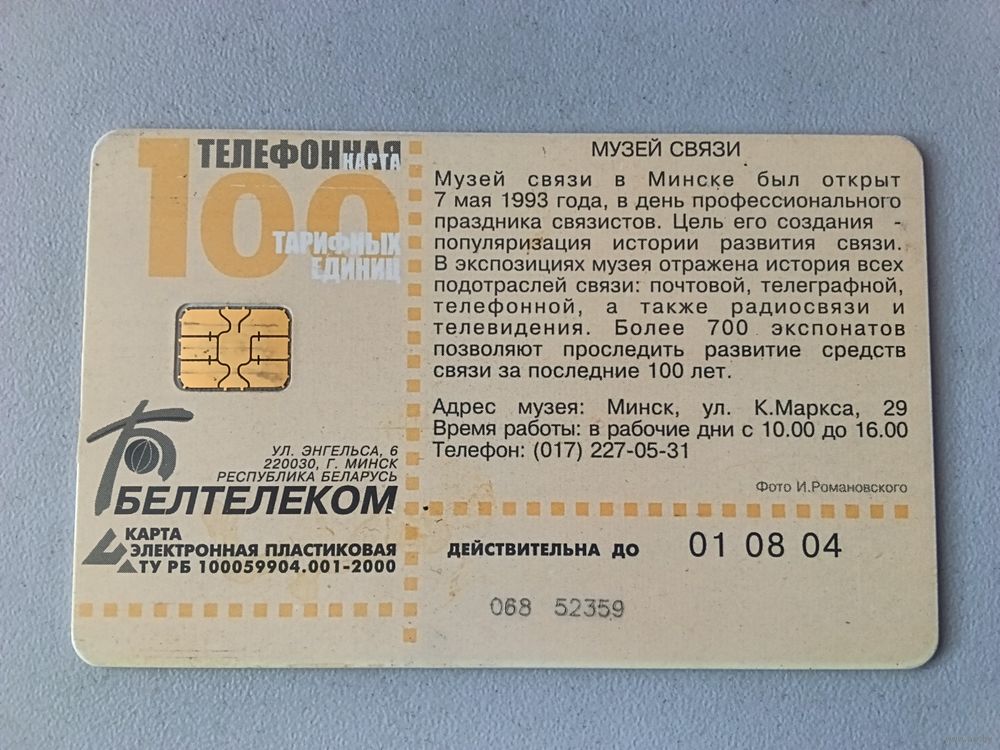 100
ТЕЛЕФОННАЯ
КАРТА
ТАРИФНЫХ
ЕДИНИЦ
УЛ. ЭНГЕЛЬСА, 6
220030, Г. МИНСК
РЕСПУБЛИКА БЕЛАРУСЬ
БЕЛТЕЛЕКОМ
КАРТА
ЭЛЕКТРОННАЯ ПЛАСТИКОВАЯ
ТУ РБ 100059904.001-2000
МУЗЕЙ СВЯЗИ
Музей связи в Минске был открыт
7 мая 1993 года, в день профессионального
праздника связистов. Цель его создания -
популяризация истории развития связи.
В экспозициях музея отражена история всех
подотраслей связи: почтовой, телеграфной,
телефонной, а также радиосвязи и
телевидения. Более 700 экспонатов
позволяют проследить развитие средств
связи за последние 100 лет.
Адрес музея: Минск, ул. К.Маркса, 29
Время работы: в рабочие дни с 10.00 до 16.00
Телефон: (017) 227-05-31
Фото И.Романовского
ДЕЙСТВИТЕЛЬНА ДО 01 08 04
068 52359